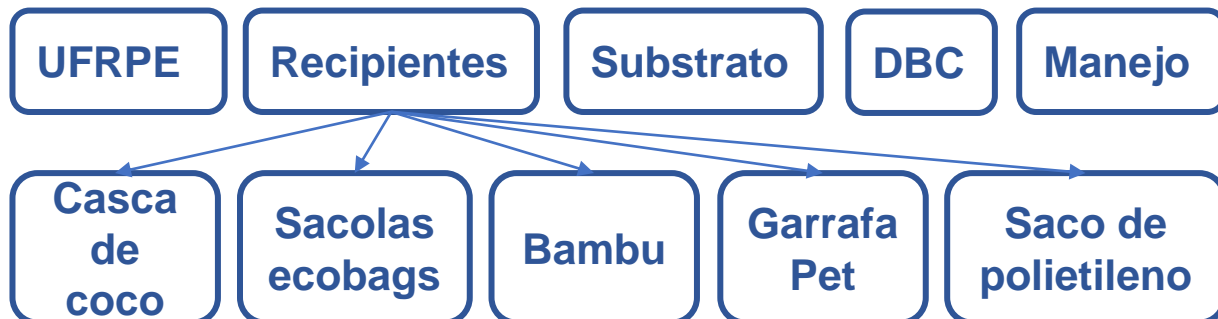 UFRPE
Recipientes
Substrato
DBC
Manejo
Casca
de
coco
Sacolas
ecobags
Bambu
Garrafa
Pet
Saco de
polietileno